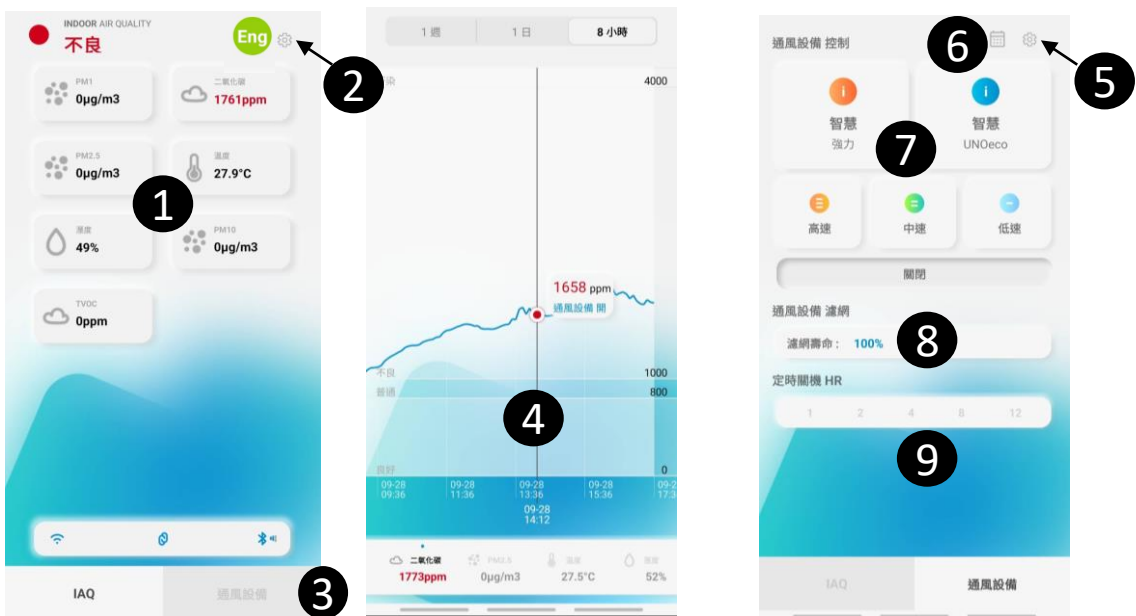 INDOOR AIR QUALITY
不良
Eng
2
PM1
0µg/m3
二氧化碳
1761ppm
PM2.5
0µg/m3
溫度
27.9°C
1
濕度
49%
PM10
0µg/m3
TVOC
0ppm
IAQ
通風設備
3
1 週
1 日
8 小時
染
4000
1658 ppm
通風設備 開
不良
1000
普通
800
4
良好
0
09-28
09:36
09-28
11:36
09-28
13:36
09-28
15:36
09-2
17:3
09-28
14:12
二氧化碳
1773ppm
PM2.5
0µg/m3
溫度
27.5°C
濕度
52%
通風設備 控制
6
5
智慧
強力
智慧
UNOeco
7
高速
中速
低速
關閉
通風設備 濾網
濾網壽命 : 100%
8
定時關機 HR
1 2 4 8 12
9
IAQ
通風設備